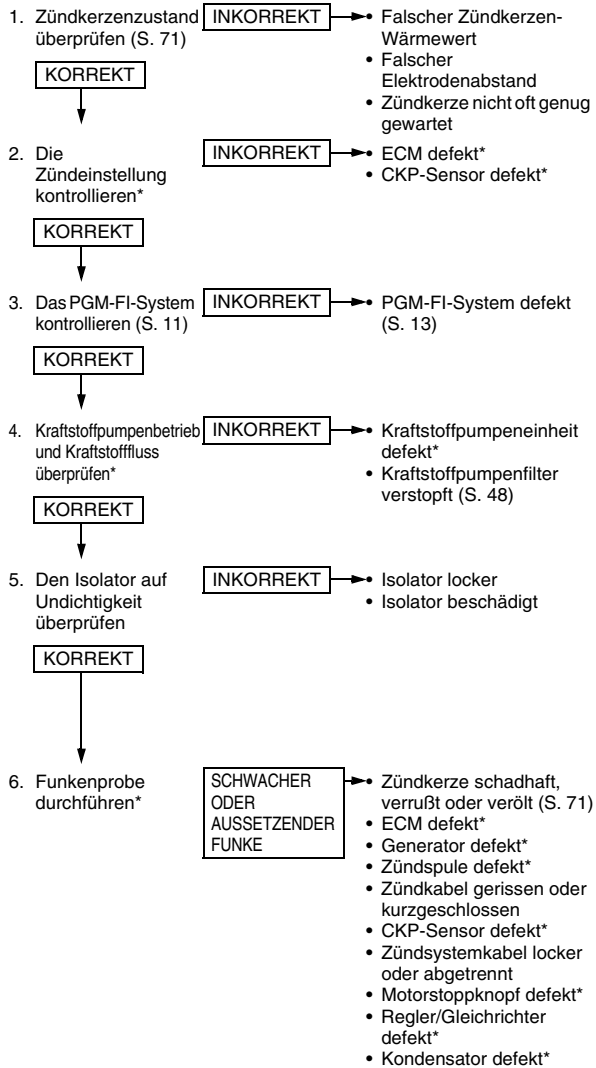 1. Zündkerzenzustand
überprüfen (S. 71)
INKORREKT
• Falscher Zündkerzen-
Wärmewert
• Falscher
Elektrodenabstand
• Zündkerze nicht oft genug
gewartet
KORREKT
2. Die
Zündeinstellung
kontrollieren*
INKORREKT
• ECM defekt*
• CKP-Sensor defekt*
KORREKT
3. Das PGM-FI-System
kontrollieren (S. 11)
INKORREKT
• PGM-FI-System defekt
(S. 13)
KORREKT
4. Kraftstoffpumpenbetrieb
und Kraftstofffluss
überprüfen*
INKORREKT
• Kraftstoffpumpeneinheit
defekt*
• Kraftstoffpumpenfilter
verstopft (S. 48)
KORREKT
5. Den Isolator auf
Undichtigkeit
überprüfen
INKORREKT
• Isolator locker
• Isolator beschädigt
KORREKT
6. Funkenprobe
durchführen*
SCHWACHER
ODER
AUSSETZENDER
FUNKE
• Zündkerze schadhaft,
verrußt oder verölt (S. 71)
• ECM defekt*
• Generator defekt*
• Zündspule defekt*
• Zündkabel gerissen oder
kurzgeschlossen
• CKP-Sensor defekt*
• Zündsystemkabel locker
oder abgetrennt
• Motorstoppknopf defekt*
• Regler/Gleichrichter
defekt*
• Kondensator defekt*